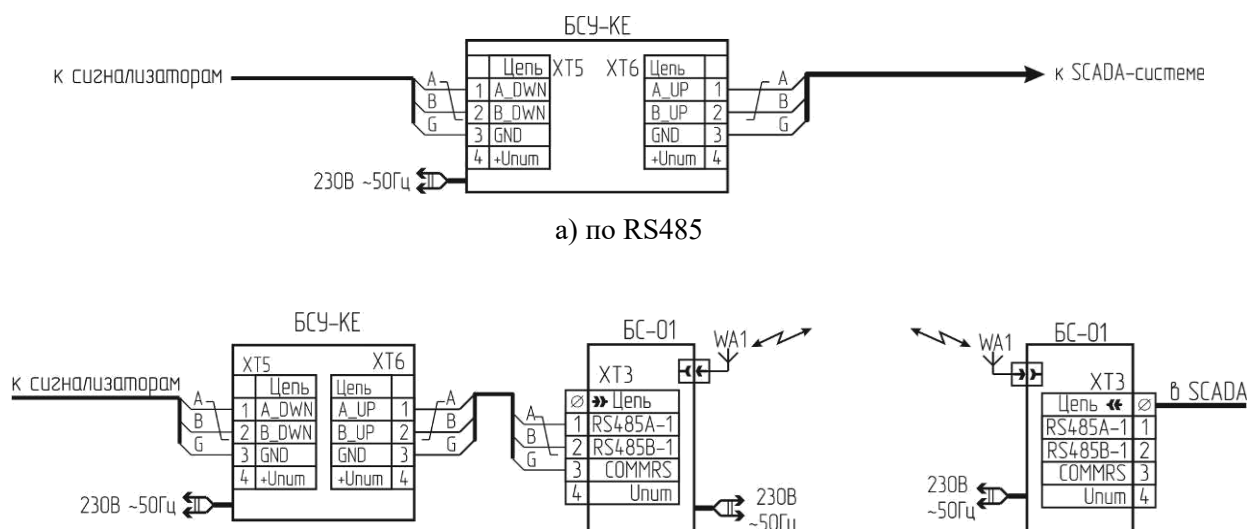 БСУ-КЕ
к сигнализаторам
A
B
G
Цепь XT5
1 A_DWN
2 B_DWN
3 GND
4 +Uпит
XT6 Цепь
A_UP 1
B_UP 2
GND 3
+Uпит 4
A
B
G
к SCADA-системе
230В ~50Гц
а) по RS485
БСУ-КЕ
к сигнализаторам
A
B
G
XT5
Цепь
1 A_DWN
2 B_DWN
3 GND
4 +Uпит
XT6
Цепь
A_UP 1
B_UP 2
GND 3
+Uпит 4
A
B
G
230В ~50Гц
БС-01
WA1
A
B
G
XT3
Ø Цепь
1 RS485A-1
2 RS485B-1
3 COMMRS
4 Uпит
230В
~50Гц
БС-01
WA1
XT3
Цепь Ø
RS485A-1 1
RS485B-1 2
COMMRS 3
Uпит 4
в SCADA
230В
~50Гц